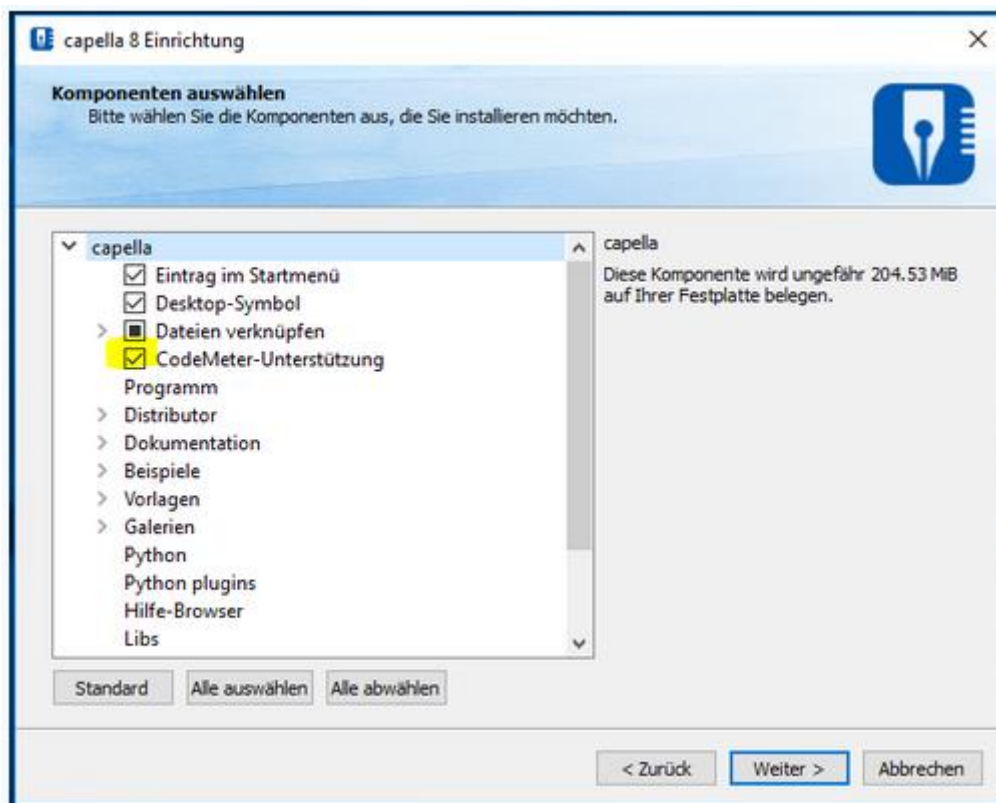 capella 8 Einrichtung
Komponenten auswählen
Bitte wählen Sie die Komponenten aus, die Sie installieren möchten.
capella
Eintrag im Startmenü
Desktop-Symbol
Dateien verknüpfen
CodeMeter-Unterstützung
Programm
Distributor
Dokumentation
Beispiele
Vorlagen
Galerien
Python
Python plugins
Hilfe-Browser
Libs
capella
Diese Komponente wird ungefähr 204.53 MiB
auf Ihrer Festplatte belegen.
Standard
Alle auswählen
Alle abwählen
< Zurück
Weiter >
Abbrechen